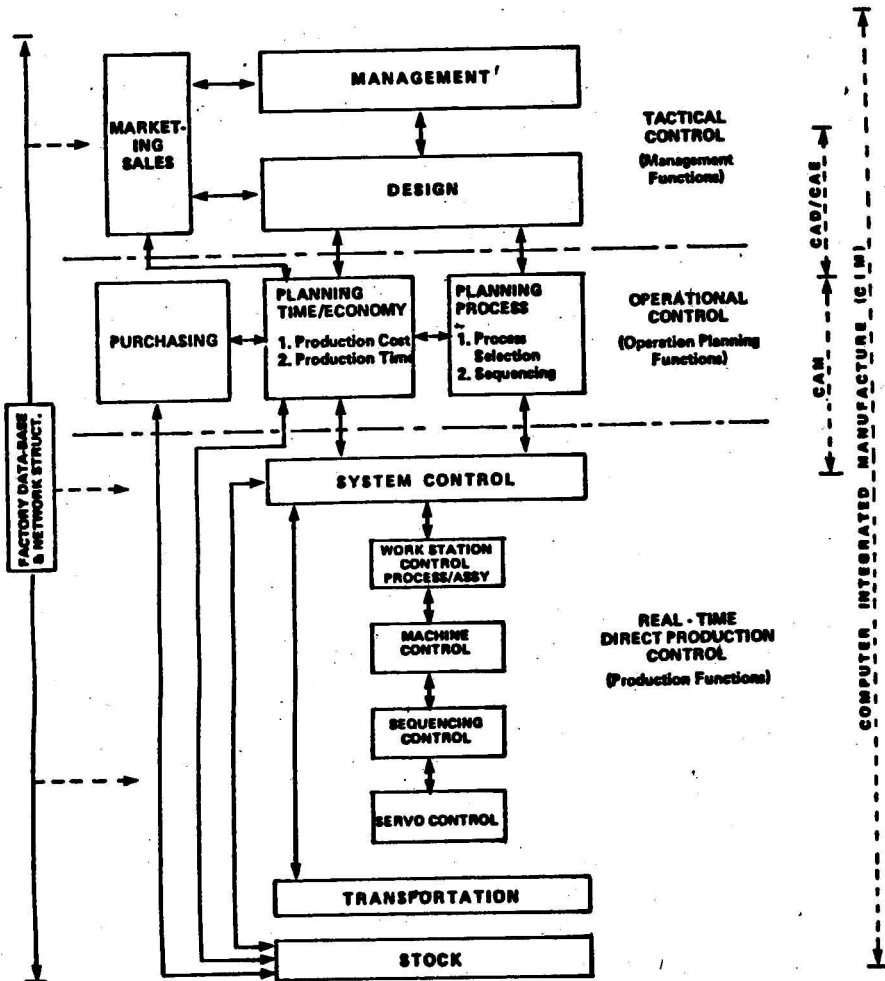 MANAGEMENT
MARKET-
ING
SALES
DESIGN
TACTICAL
CONTROL
(Management
Functions)
CAD/CAE
PURCHASING
PLANNING
TIME/ECONOMY
1. Production Cost
2. Production Time
PLANNING
PROCESS
1. Process
Selection
2. Sequencing
OPERATIONAL
CONTROL
(Operation Planning
Functions)
CAM
COMPUTER INTEGRATED MANUFACTURE (CIM)
FACTORY DATA-BASE
& NETWORK STRUCT.
SYSTEM CONTROL
WORK STATION
CONTROL
PROCESS/ASSY
MACHINE
CONTROL
SEQUENCING
CONTROL
SERVO CONTROL
REAL - TIME
DIRECT PRODUCTION
CONTROL
(Production Functions)
TRANSPORTATION
STOCK